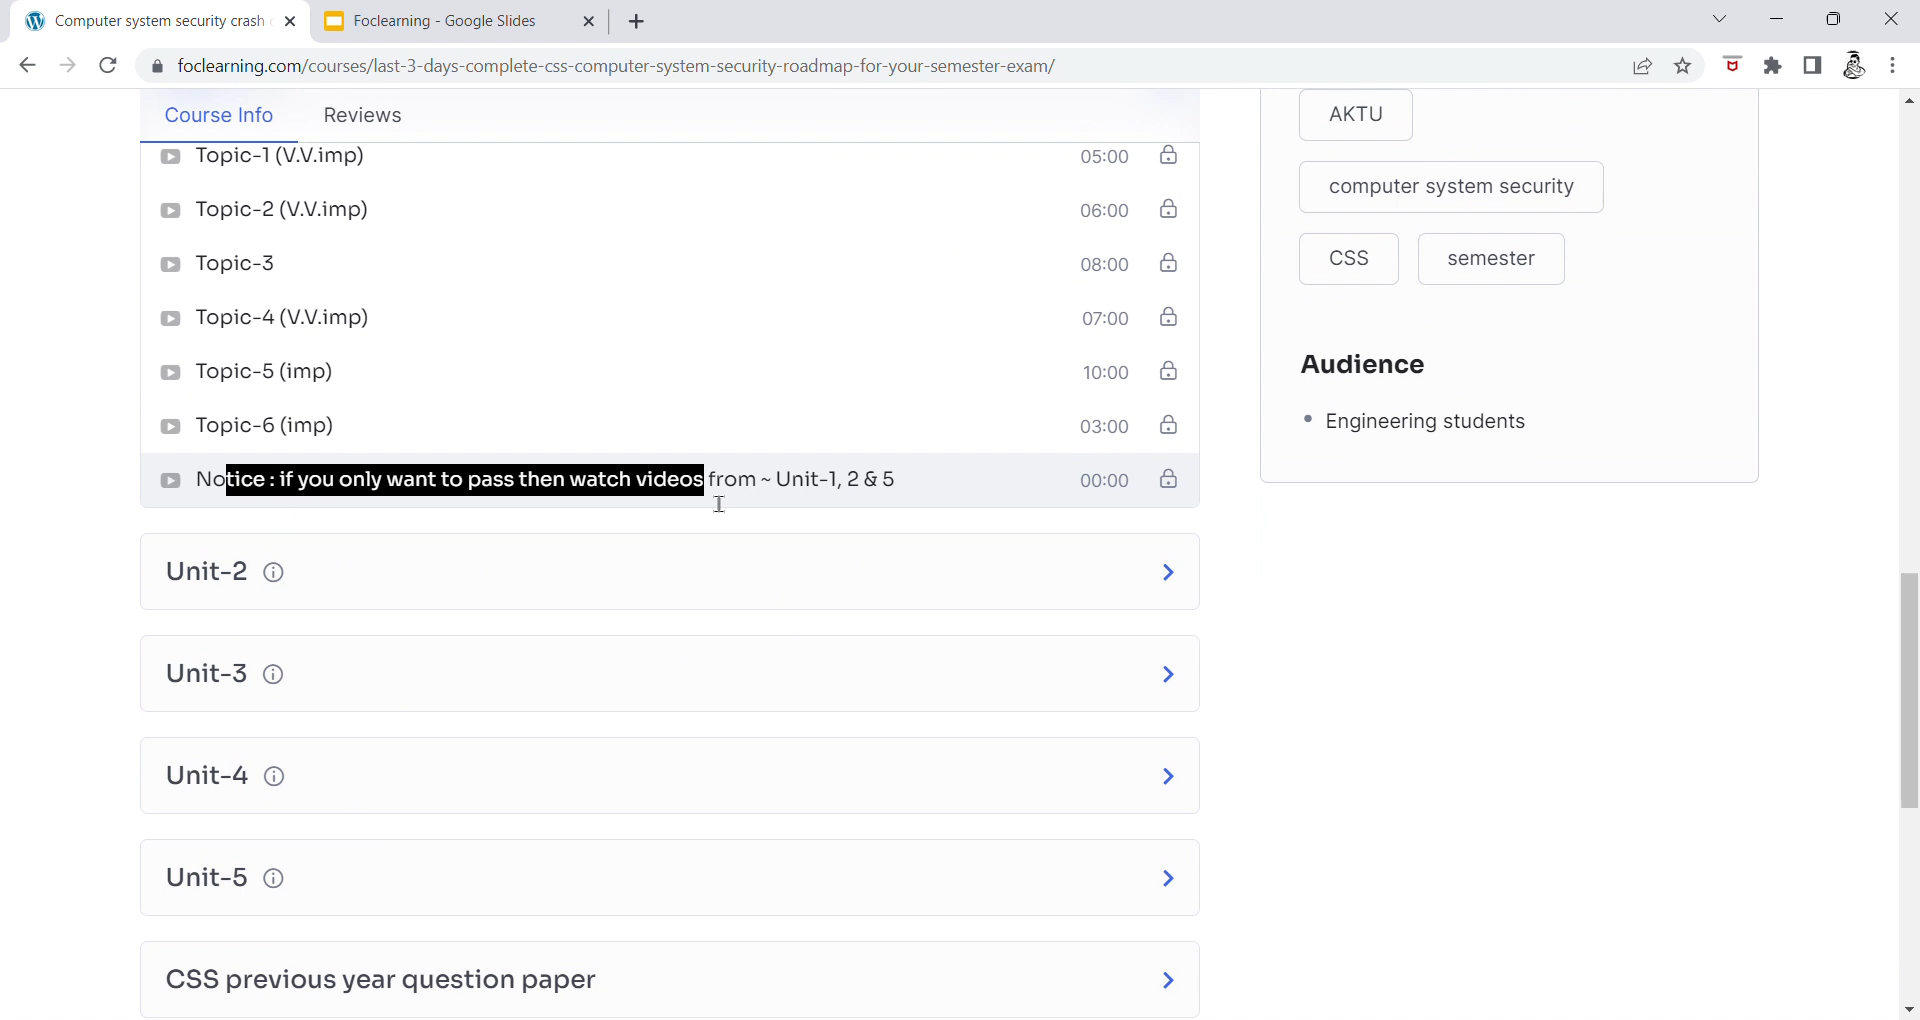 Computer system security crash
Foclearning - Google Slides
foclearning.com/courses/last-3-days-complete-css-computer-system-security-roadmap-for-your-semester-exam/
Course Info
Reviews
Topic-1 (V.V.imp) 05:00
Topic-2 (V.V.imp) 06:00
Topic-3 08:00
Topic-4 (V.V.imp) 07:00
Topic-5 (imp) 10:00
Topic-6 (imp) 03:00
Notice : if you only want to pass then watch videos from ~ Unit-1, 2 & 5 00:00
Unit-2
Unit-3
Unit-4
Unit-5
CSS previous year question paper
AKTU
computer system security
CSS
semester
Audience
• Engineering students